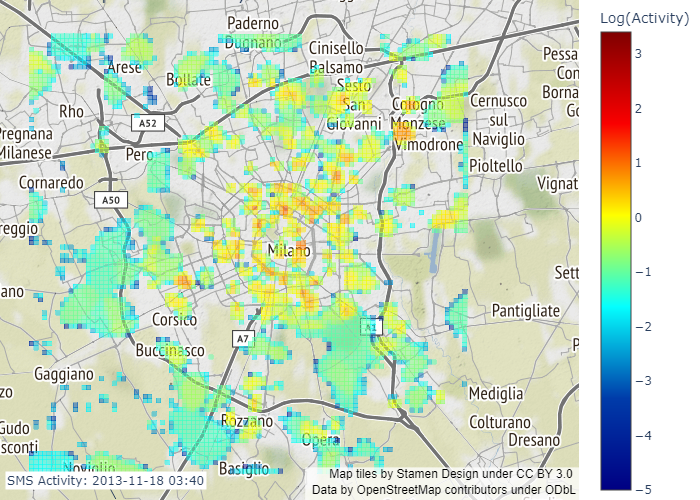 Log(Activity)
3
2
1
0
−1
−2
−3
−4
−5
Paderno
Dugnano
Cinisello
Balsamo
Arese
Bollate
Sesto
San
Giovanni
Cologno
Monzese
Cernusco
sul
Naviglio
Pessa
Con
Borna
Go
Rho
A52
Pregnana
Milanese
Pero
Vimodrone
Pioltello
Cornaredo
A50
Vignat
reggio
Milano
Sett
ano
Corsico
A7
A1
Pantigliate
Buccinasco
P
Gaggiano
zzo
Mediglia
Rozzano
Colturano
Dresano
Gudo
sconti
Opera
Noviglio
Basiglio
SMS Activity: 2013-11-18 03:40
Map tiles by Stamen Design under CC BY 3.0
Data by OpenStreetMap contributors under ODbL